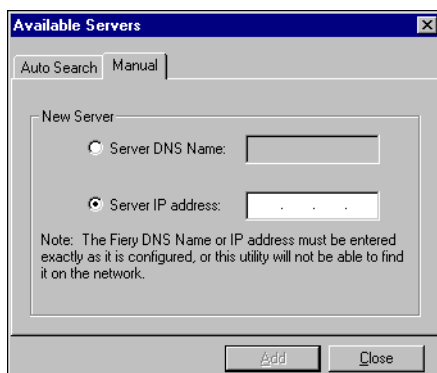 Available Servers
Auto Search Manual
New Server
Server DNS Name:
Server IP address: . . .
Note: The Fiery DNS Name or IP address must be entered
exactly as it is configured, or this utility will not be able to find
it on the network.
Add Close